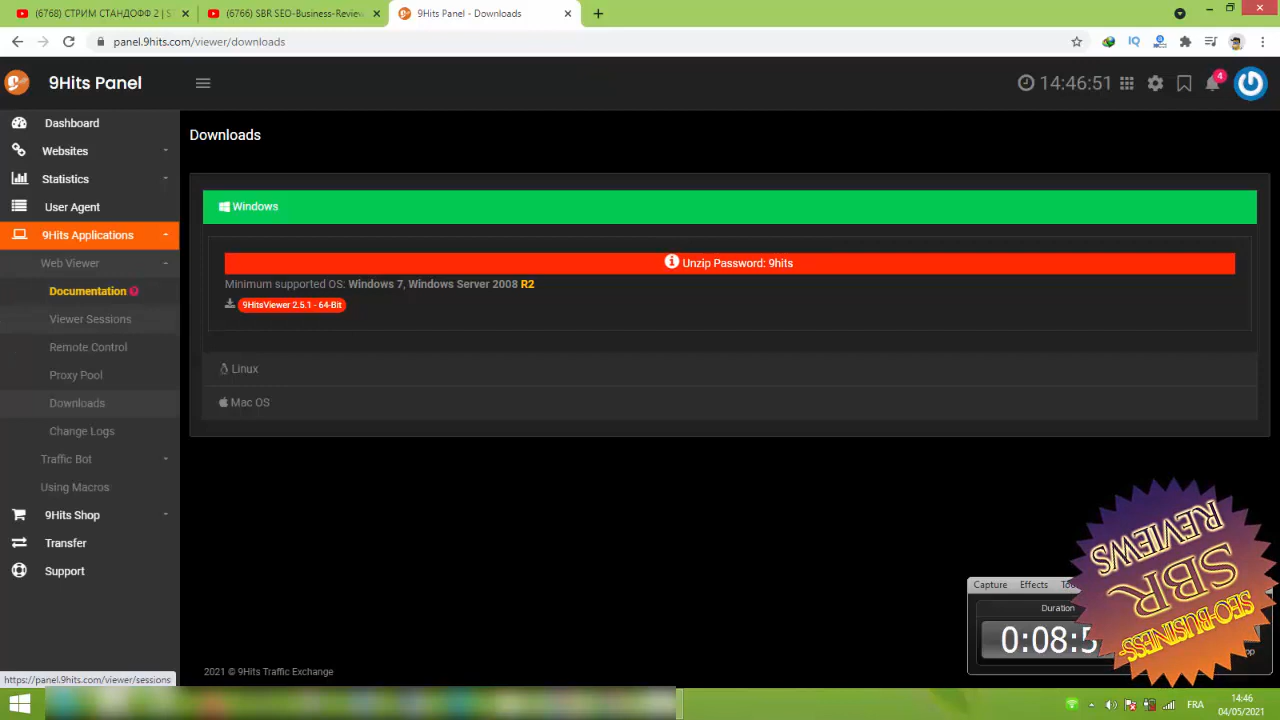 (6768) СТРИМ СТАНДОФФ 2 | S
(6766) SBR SEO-Business-Review
9Hits Panel - Downloads
panel.9hits.com/viewer/downloads
9Hits Panel
14:46:51
4
Dashboard
Websites
Statistics
User Agent
9Hits Applications
Web Viewer
Documentation
Viewer Sessions
Remote Control
Proxy Pool
Downloads
Change Logs
Traffic Bot
Using Macros
9Hits Shop
Transfer
Support
Downloads
Windows
Unzip Password: 9hits
Minimum supported OS: Windows 7, Windows Server 2008 R2
9HitsViewer 2.5.1 - 64-Bit
Linux
Mac OS
2021 © 9Hits Traffic Exchange
Capture Effects
Duration
0:08:5
SEO-BUSINESS-
SBR
REVIEWS
https://panel.9hits.com/viewer/sessions
FRA
14:46
04/05/2021